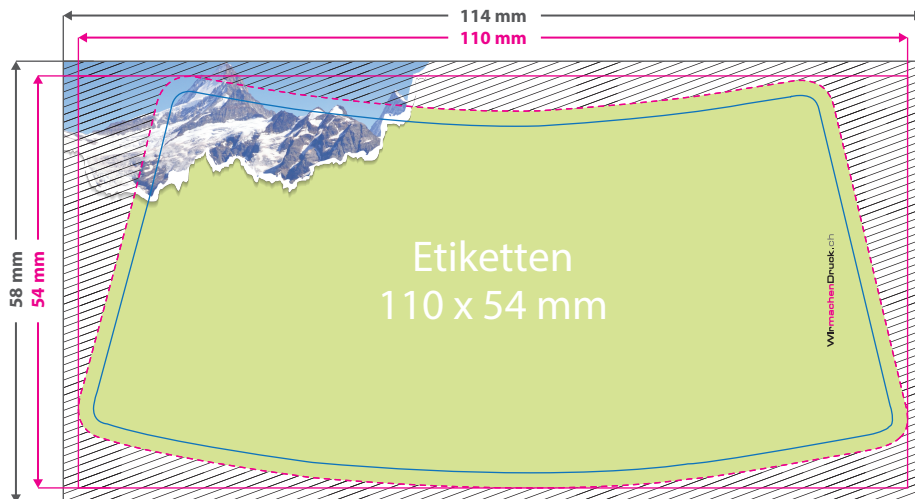 114 mm
110 mm
58 mm
54 mm
Etiketten
110 x 54 mm
WIrmachenDruck.ch